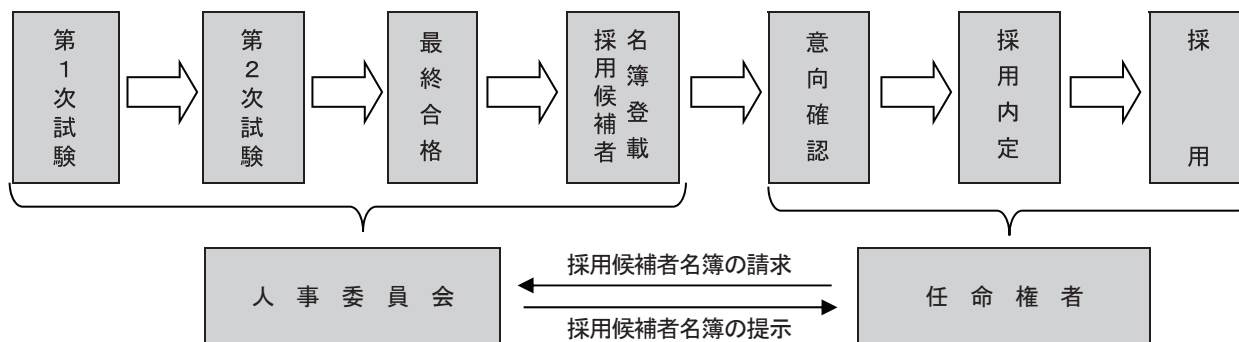 第1次試験
第2次試験
最終合格
採用候補者
名簿登載
意向確認
採用内定
採用
人事委員会
採用候補者名簿の請求
採用候補者名簿の提示
任命権者